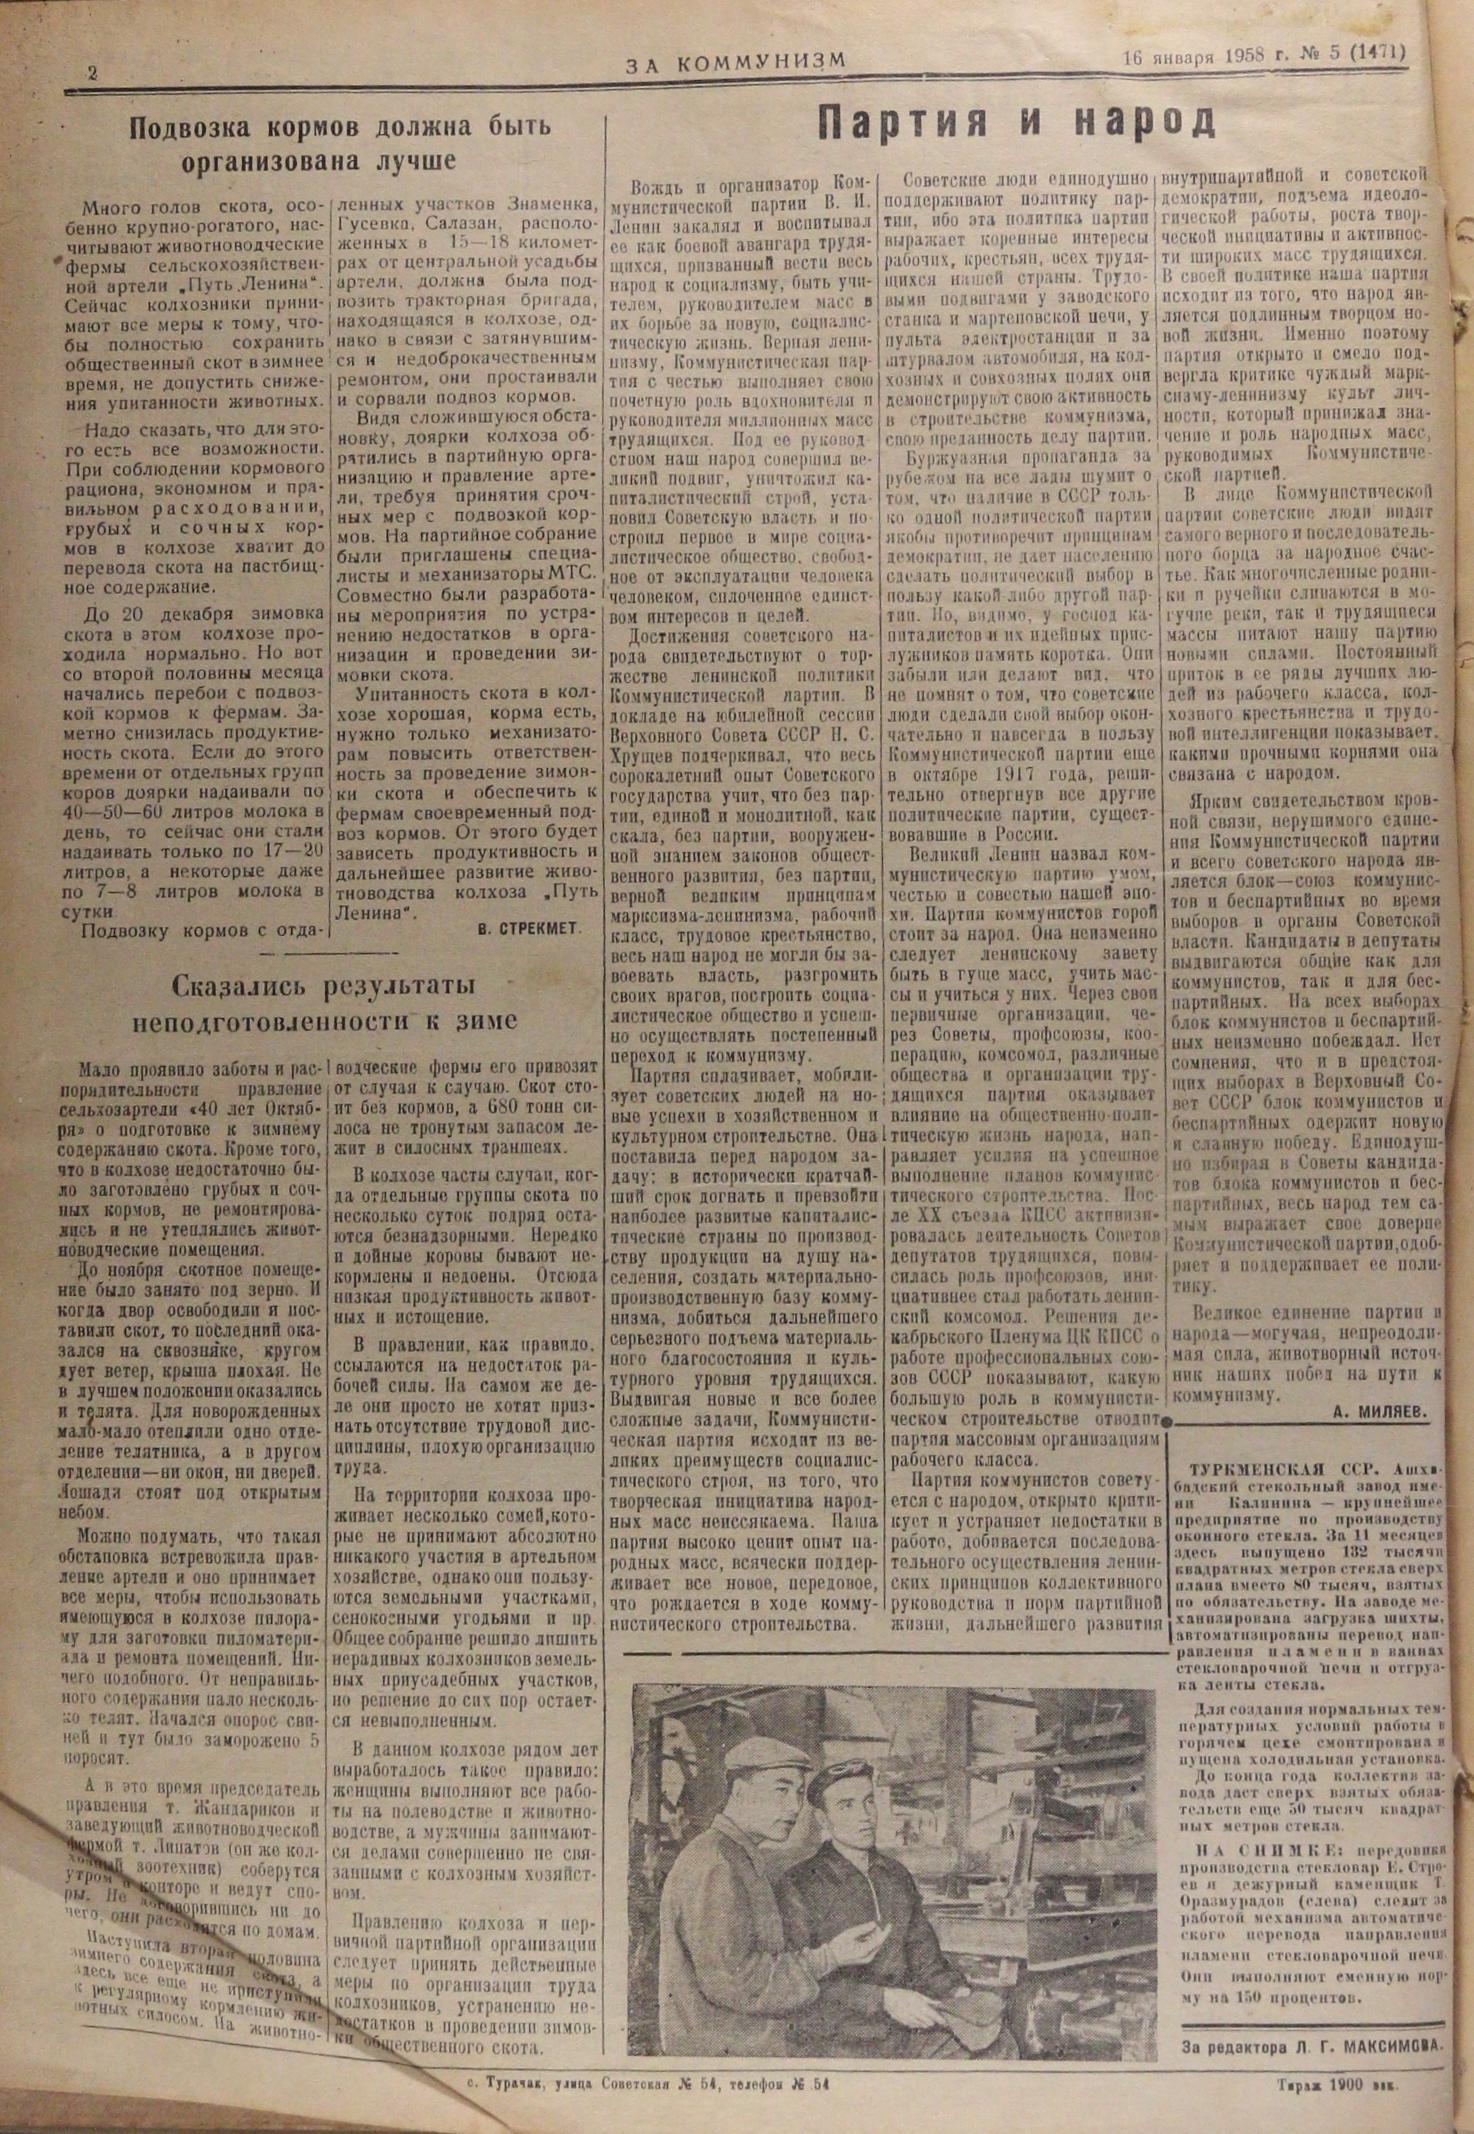 2
ЗА КОММУНИЗМ
16 января 1958 г. № 5 (1471)
Подвозка кормов должна быть
организована лучше
Много голов скота, осо-
бенно крупно-рогатого, нас-
читывают животноводческие
фермы сельскохозяйствен-
ной артели „Путь Ленина“.
Сейчас колхозники прини-
мают все меры к тому, что-
бы полностью сохранить
общественный скот в зимнее
время, не допустить сниже-
ния упитанности животных.
Надо сказать, что для это-
го есть все возможности.
При соблюдении кормового
рациона, экономном и пра-
вильном расходовании,
грубых и сочных кор-
мов в колхозе хватит до
перевода скота на пастбищ-
ное содержание.
До 20 декабря зимовка
скота в этом колхозе про-
ходила нормально. Но вот
со второй половины месяца
начались перебои с подвоз-
кой кормов к фермам. За-
метно снизилась продуктив-
ность скота. Если до этого
времени от отдельных групп
коров доярки надаивали по
40—50—60 литров молока в
день, то сейчас они стали
надаивать только по 17—20
литров, а некоторые даже
по 7—8 литров молока в
сутки
Подвозку кормов с отда-
ленных участков Знаменка,
Гусевка, Салазан, располо-
женных в 15—18 километ-
рах от центральной усадьбы
артели, должна была под-
возить тракторная бригада,
находящаяся в колхозе, од-
нако в связи с затянувшим-
ся и недоброкачественным
ремонтом, они простаивали
и сорвали подвоз кормов.
Видя сложившуюся обста-
новку, доярки колхоза об-
ратились в партийную орга-
низацию и правление арте-
ли, требуя принятия сроч-
ных мер с подвозкой кор-
мов. На партийное собрание
были приглашены специа-
листы и механизаторы МТС.
Совместно были разработа-
ны мероприятия по устра-
нению недостатков в орга-
низации и проведении зи-
мовки скота.
Упитанность скота в кол-
хозе хорошая, корма есть,
нужно только механизато-
рам повысить ответствен-
ность за проведение зимов-
ки скота и обеспечить к
фермам своевременный под-
воз кормов. От этого будет
зависеть продуктивность и
дальнейшее развитие живо-
тноводства колхоза „Путь
Ленина“.
В. СТРЕКМЕТ.
Сказались результаты
неподготовленности к зиме
Мало проявило заботы и рас-
порядительности правление
сельхозартели «40 лет Октяб-
ря» о подготовке к зимнему
содержанию скота. Кроме того,
что в колхозе недостаточно бы-
ло заготовлено грубых и соч-
ных кормов, не ремонтирова-
лись и не утеплялись живот-
новодческие помещения.
До ноября скотное помеще-
ние было занято под зерно. И
когда двор освободили и пос-
тавили скот, то последний ока-
зался на сквозняке, кругом
дует ветер, крыша плохая. Не
в лучшем положении оказались
и телята. Для новорожденных
мало-мало отеплили одно отде-
ление телятника, а в другом
отделении—ни окон, ни дверей.
Лошади стоят под открытым
небом.
Можно подумать, что такая
обстановка встревожила прав-
ление артели и оно принимает
все меры, чтобы использовать
имеющуюся в колхозе пилора-
му для заготовки пиломатери-
ала и ремонта помещений. Ни-
чего подобного. От неправиль-
ного содержания пало несколь-
ко телят. Начался опорос сви-
ней и тут было заморожено 5
поросят.
А в это время председатель
правления т. Жандариков и
заведующий животноводческой
фермой т. Липатов (он же кол-
зоотехник) соберутся
утром в конторе и ведут спо-
ры. Не договорившись ни до
чего, они расходятся по домам.
Наступила вторая половина
зимнего содержания скота, а
здесь все еще не приступили
к регулярному кормлению жи-
вотных силосом. На животно-
водческие фермы его привозят
от случая к случаю. Скот сто-
ит без кормов, а 680 тонн си-
лоса не тронутым запасом ле-
жит в силосных траншеях.
В колхозе часты случаи, ког-
да отдельные группы скота по
несколько суток подряд оста-
ются безнадзорными. Нередко
и дойные коровы бывают не-
кормлены и недоены. Отсюда
низкая продуктивность живот-
ных и истощение.
В правлении, как правило,
ссылаются на недостаток ра-
бочей силы. На самом же де-
ле они просто не хотят приз-
нать отсутствие трудовой дис-
циплины, плохую организацию
труда.
На территории колхоза про-
живает несколько семей, кото-
рые не принимают абсолютно
никакого участия в артельном
хозяйстве, однако они пользу-
ются земельными участками,
сенокосными угодьями и пр.
Общее собрание решило лишить
нерадивых колхозников земель-
ных приусадебных участков,
но решение до сих пор остает-
ся невыполненным.
В данном колхозе рядом лет
выработалось такое правило:
женщины выполняют все рабо-
ты на полеводстве и животно-
водстве, а мужчины занимают-
ся делами совершенно не свя-
занными с колхозным хозяйст-
вом.
Правлению колхоза и пер-
вичной партийной организации
следует принять действенные
меры по организации труда
колхозников, устранению не-
достатков в проведении зимов-
ки общественного скота.
Партия и народ
Вождь и организатор Ком-
мунистической партии В. И.
Ленин закалял и воспитывал
ее как боевой авангард трудя-
щихся, призванный вести весь
народ к социализму, быть учи-
телем, руководителем масс в
их борьбе за новую, социалис-
тическую жизнь. Верная лени-
низму, Коммунистическая пар-
тия с честью выполняет свою
почетную роль вдохновителя и
руководителя миллионных масс
трудящихся. Под ее руковод-
ством наш народ совершил ве-
ликий подвиг, уничтожил ка-
питалистический строй, уста-
новил Советскую власть и по-
строил первое в мире социа-
листическое общество, свобод-
ное от эксплуатации человека
человеком, сплоченное единст-
вом интересов и целей.
Достижения советского на-
рода свидетельствуют о тор-
жестве ленинской политики
Коммунистической партии. В
докладе на юбилейной сессии
Верховного Совета СССР Н. С.
Хрущев подчеркивал, что весь
сорокалетний опыт Советского
государства учит, что без пар-
тии, единой и монолитной, как
скала, без партии, вооружен-
ной знанием законов общест-
венного развития, без партии,
верной великим принципам
марксизма-ленинизма, рабочий
класс, трудовое крестьянство,
весь наш народ не могли бы за-
воевать власть, разгромить
своих врагов, построить социа-
листическое общество и успеш-
но осуществлять постепенный
переход к коммунизму.
Партия сплачивает, мобили-
зует советских людей на но-
вые успехи в хозяйственном и
культурном строительстве. Она
поставила перед народом за-
дачу: в исторически кратчай-
ший срок догнать и превзойти
наиболее развитые капиталис-
тические страны по производ-
ству продукции на душу на-
селения, создать материально-
производственную базу комму-
низма, добиться дальнейшего
серьезного подъема материаль-
ного благосостояния и куль-
турного уровня трудящихся.
Выдвигая новые и все более
сложные задачи, Коммунисти-
ческая партия исходит из ве-
ликих преимуществ социалис-
тического строя, из того, что
творческая инициатива народ-
ных масс неиссякаема. Наша
партия высоко ценит опыт на-
родных масс, всячески поддер-
живает все новое, передовое,
что рождается в ходе комму-
нистического строительства.
Советские люди единодушно
поддерживают политику пар-
тии, ибо эта политика партии
выражает коренные интересы
рабочих, крестьян, всех трудя-
щихся нашей страны. Трудо-
выми подвигами у заводского
станка и мартеновской печи, у
пульта электростанции и за
штурвалом автомобиля, на кол-
хозных и совхозных полях они
демонстрируют свою активность
в строительстве коммунизма,
свою преданность делу партии.
Буржуазная пропаганда за
рубежом на все лады шумит о
том, что наличие в СССР толь-
ко одной политической партии
якобы противоречит принципам
демократии, не дает населению
сделать политический выбор в
пользу какой либо другой пар-
тии. Но, видимо, у господ ка-
питалистов и их идейных прис-
лужников память коротка. Они
забыли или делают вид, что
не помнят о том, что советские
люди сделали свой выбор окон-
чательно и навсегда в пользу
Коммунистической партии еще
в октябре 1917 года, реши-
тельно отвергнув все другие
политические партии, сущест-
вовавшие в России.
Великий Ленин назвал ком-
мунистическую партию умом,
честью и совестью нашей эпо-
хи. Партия коммунистов горой
стоит за народ. Она неизменно
следует ленинскому завету
быть в гуще масс, учить мас-
сы и учиться у них. Через свои
первичные организации, че-
рез Советы, профсоюзы, коо-
перацию, комсомол, различные
общества и организации тру-
дящихся партия оказывает
влияние на общественно-поли-
тическую жизнь народа, нап-
равляет усилия на успешное
выполнение планов коммунис-
тического строительства. Пос-
ле XX съезда КПСС активизи-
ровалась деятельность Советов
депутатов трудящихся, повы-
силась роль профсоюзов, ини-
циативнее стал работать ленин-
ский комсомол. Решения де-
кабрьского Пленума ЦК КПСС о
работе профессиональных сою-
зов СССР показывают, какую
большую роль в коммунисти-
ческом строительстве отводит
партия массовым организациям
рабочего класса.
Партия коммунистов совету-
ется с народом, открыто крити-
кует и устраняет недостатки в
работе, добивается последова-
тельного осуществления ленин-
ских принципов коллективного
руководства и норм партийной
жизни, дальнейшего развития
внутрипартийной и советской
демократии, подъема идеоло-
гической работы, роста твор-
ческой инициативы и активнос-
ти широких масс трудящихся.
В своей политике наша партия
исходит из того, что народ яв-
ляется подлинным творцом но-
вой жизни. Именно поэтому
партия открыто и смело под-
вергла критике чуждый марк-
сизму-ленинизму культ лич-
ности, который принижал зна-
чение и роль народных масс,
руководимых Коммунистиче-
ской партией.
В лице Коммунистической
партии советские люди видят
самого верного и последователь-
ного борца за народное счас-
тье. Как многочисленные родни-
ки и ручейки сливаются в мо-
гучие реки, так и трудящиеся
массы питают нашу партию
новыми силами. Постоянный
приток в ее ряды лучших лю-
дей из рабочего класса, кол-
хозного крестьянства и трудо-
вой интеллигенции показывает,
какими прочными корнями она
связана с народом.
Ярким свидетельством кров-
ной связи, нерушимого едине-
ния Коммунистической партии
и всего советского народа яв-
ляется блок—союз коммунис-
тов и беспартийных во время
выборов в органы Советской
власти. Кандидаты в депутаты
выдвигаются общие как для
коммунистов, так и для бес-
партийных. На всех выборах
блок коммунистов и беспартий-
ных неизменно побеждал. Нет
сомнения, что и в предстоя-
щих выборах в Верховный Со-
вет СССР блок коммунистов и
беспартийных одержит новую
и славную победу. Единодуш-
но избирая в Советы кандида-
тов блока коммунистов и бес-
партийных, весь народ тем са-
мым выражает свое доверие
Коммунистической партии, одоб-
ряет и поддерживает ее поли-
тику.
Великое единение партии и
народа—могучая, непреодоли-
мая сила, животворный источ-
ник наших побед на пути к
коммунизму.
А. МИЛЯЕВ.
ТУРКМЕНСКАЯ ССР. Ашха-
бадский стекольный завод име-
ни Калинина — крупнейшее
предприятие по производству
оконного стекла. За 11 месяцев
здесь выпущено 132 тысячи
квадратных метров стекла сверх
плана вместо 80 тысяч, взятых
по обязательству. На заводе ме-
ханизирована загрузка шихты,
автоматизированы перевод нап-
равления пламени в ваннах
стекловарочной печи и отгруз-
ка ленты стекла.
Для создания нормальных тем-
пературных условий работы в
горячем цехе смонтирована и
пущена холодильная установка.
До конца года коллектив за-
вода даст сверх взятых обяза-
тельств еще 50 тысяч квадрат
ных метров стекла.
НА СНИМКЕ: передовики
производства стекловар Е. Стро-
ев и дежурный каменщик Т.
Оразмурадов (слева) следят за
работой механизма автоматиче
ского перевода направления
пламени стекловарочной печи
Они выполняют сменную нор-
му на 150 процентов.
За редактора Л. Г. МАКСИМОВА.
с. Турачак, улица Советская № 54, телефон № 54
Тираж 1900 экз.